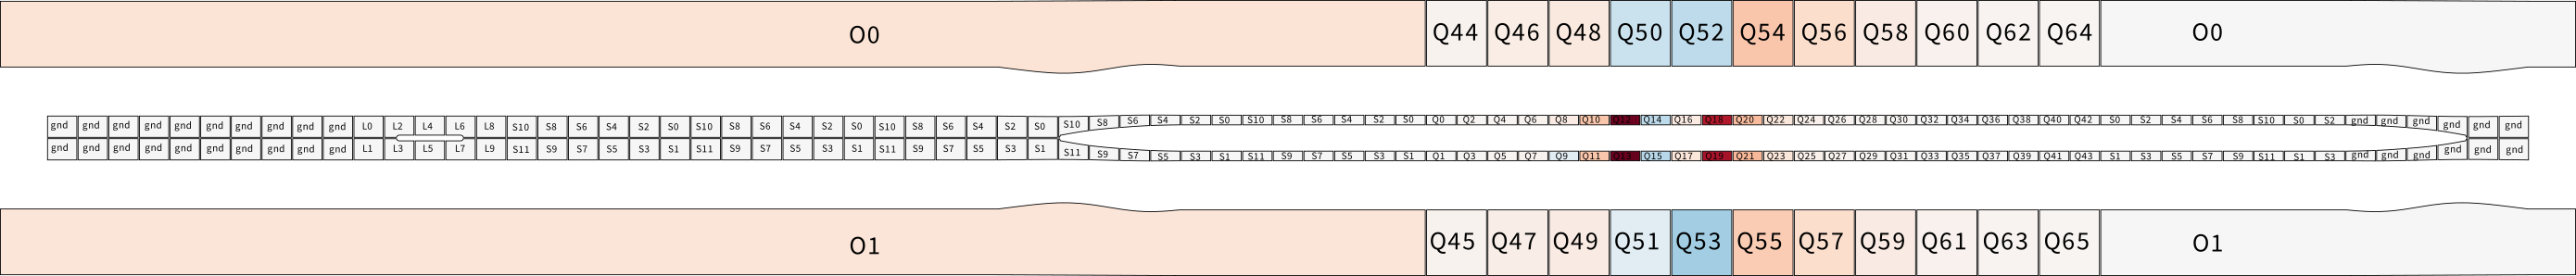 O0 Q44 Q46 Q48 Q50 Q52 Q54 Q56 Q58 Q60 Q62 Q64 O0
gnd gnd gnd gnd gnd gnd gnd gnd gnd gnd L0 L2 L4 L6 L8 S10 S8 S6 S4 S2 S0 S10 S8 S6 S4 S2 S0 S10 S8 S6 S4 S2 S0 S10 S8 S6 S4 S2 S0 S10 S8 S6 S4 S2 S0 Q0 Q2 Q4 Q6 Q8 Q10 Q12 Q14 Q16 Q18 Q20 Q22 Q24 Q26 Q28 Q30 Q32 Q34 Q36 Q38 Q40 Q42 S0 S2 S4 S6 S8 S10 S0 S2 gnd gnd gnd gnd gnd gnd
gnd gnd gnd gnd gnd gnd gnd gnd gnd gnd L1 L3 L5 L7 L9 S11 S9 S7 S5 S3 S1 S11 S9 S7 S5 S3 S1 S11 S9 S7 S5 S3 S1 S11 S9 S7 S5 S3 S1 S11 S9 S7 S5 S3 S1 Q1 Q3 Q5 Q7 Q9 Q11 Q13 Q15 Q17 Q19 Q21 Q23 Q25 Q27 Q29 Q31 Q33 Q35 Q37 Q39 Q41 Q43 S1 S3 S5 S7 S9 S11 S1 S3 gnd gnd gnd gnd gnd gnd
O1 Q45 Q47 Q49 Q51 Q53 Q55 Q57 Q59 Q61 Q63 Q65 O1